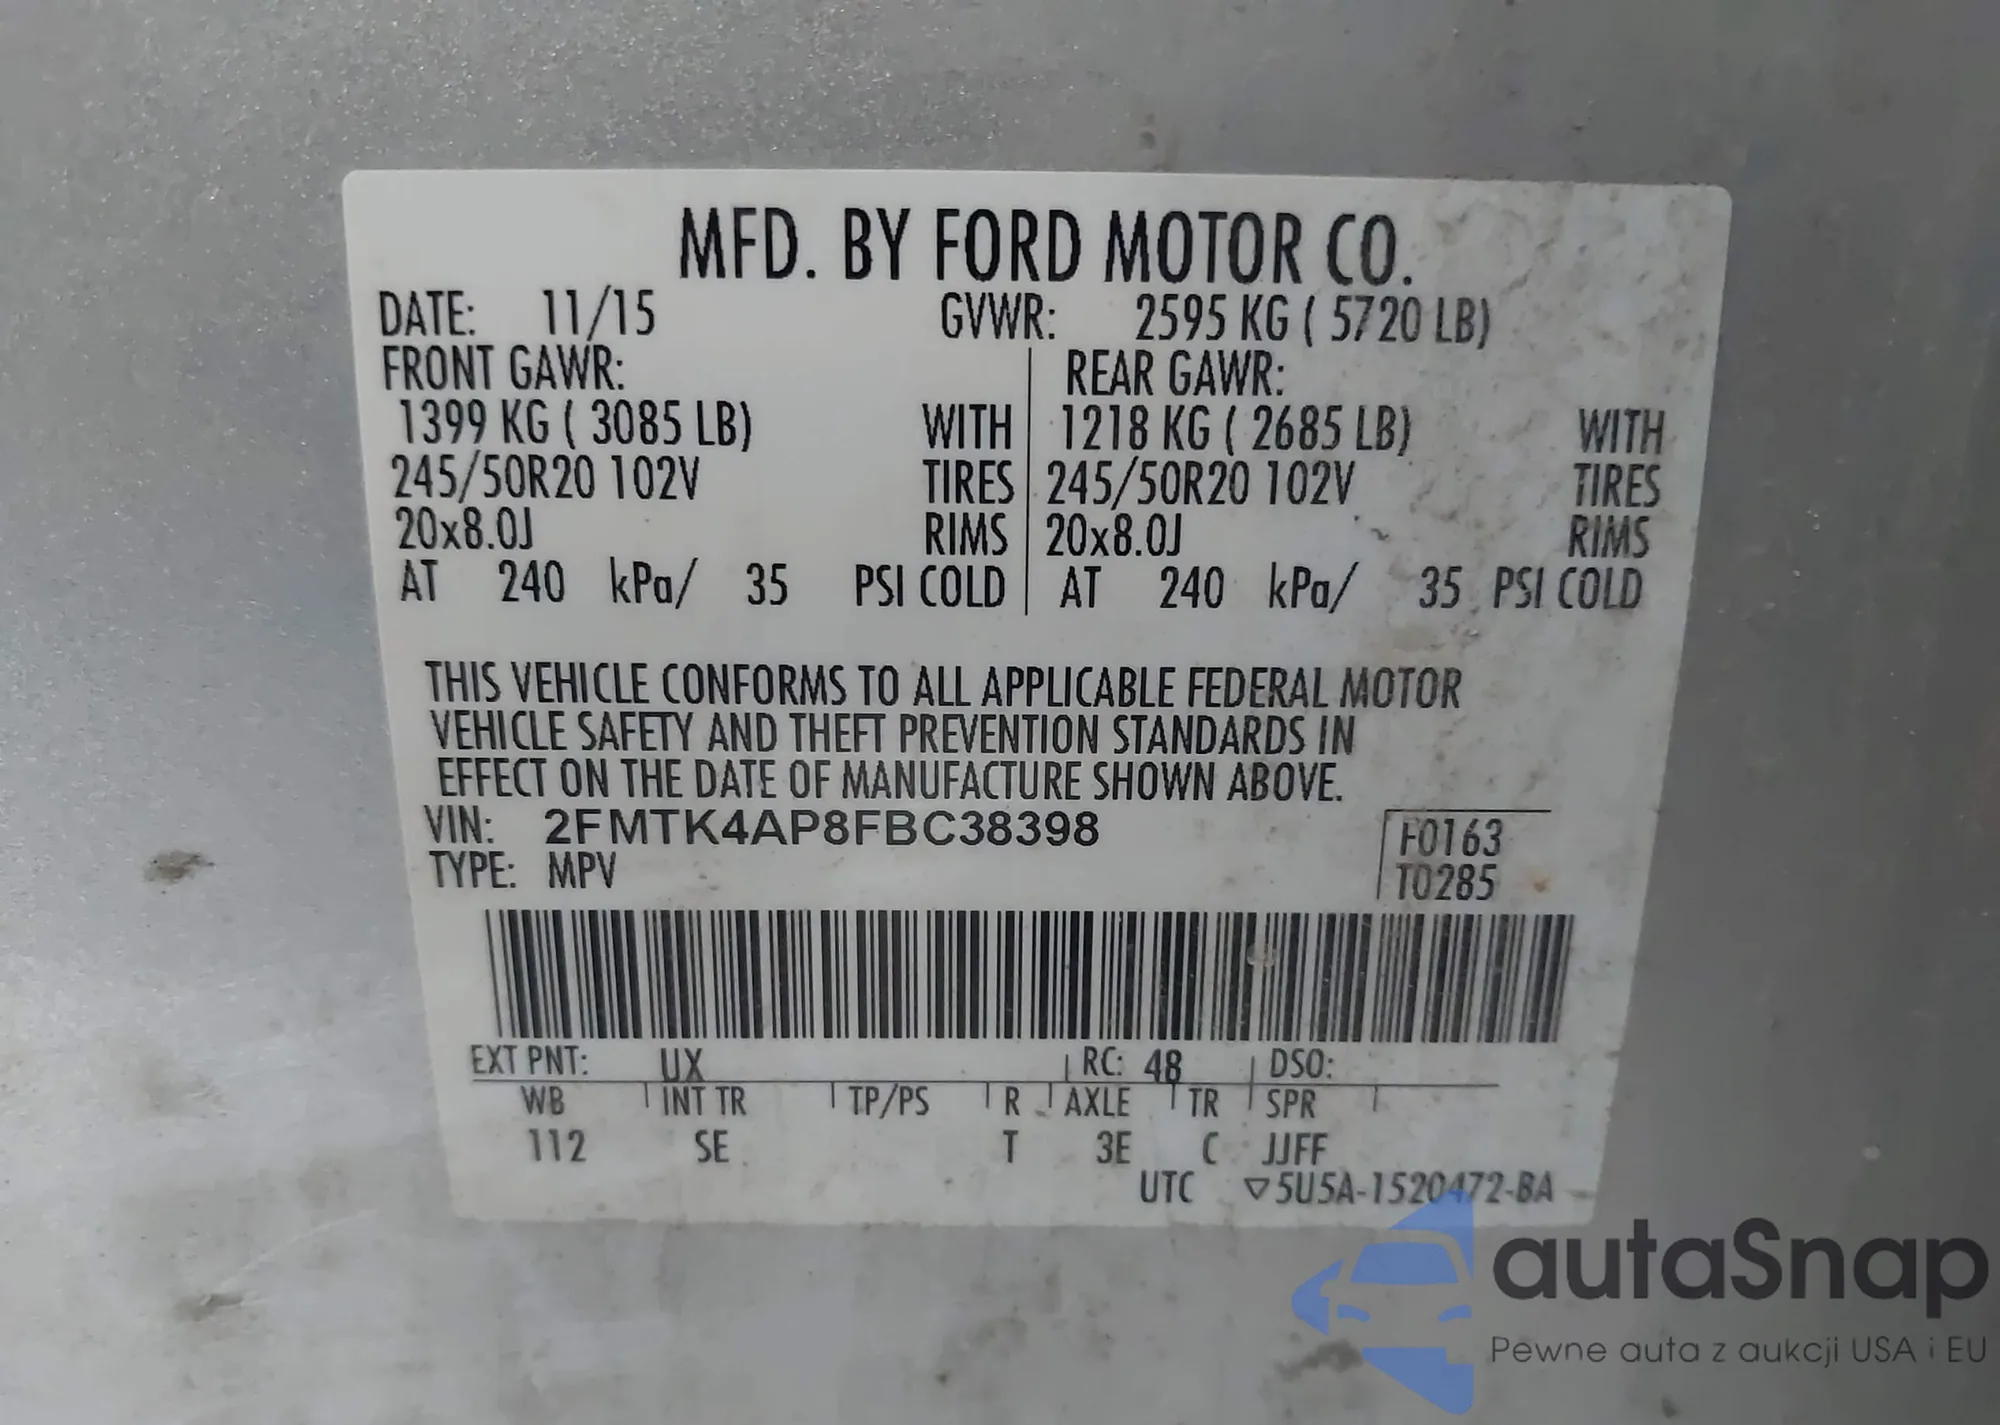 MFD. BY FORD MOTOR CO.
DATE: 11/15 GVWR: 2595 KG ( 5720 LB)
FRONT GAWR: REAR GAWR:
1399 KG ( 3085 LB) WITH 1218 KG ( 2685 LB) WITH
245/50R20 102V TIRES 245/50R20 102V TIRES
20x8.0J RIMS 20x8.0J RIMS
AT 240 kPa/ 35 PSI COLD AT 240 kPa/ 35 PSI COLD
THIS VEHICLE CONFORMS TO ALL APPLICABLE FEDERAL MOTOR
VEHICLE SAFETY AND THEFT PREVENTION STANDARDS IN
EFFECT ON THE DATE OF MANUFACTURE SHOWN ABOVE.
VIN: 2FMTK4AP8FBC38398 F0163
TYPE: MPV T0285
EXT PNT: UX RC: 48 DSO:
WB INT TR TP/PS R AXLE TR SPR
112 SE T 3E C JJFF
UTC ▽5U5A-1520472-BA
autaSnap
Pewne auta z aukcji USA i EU